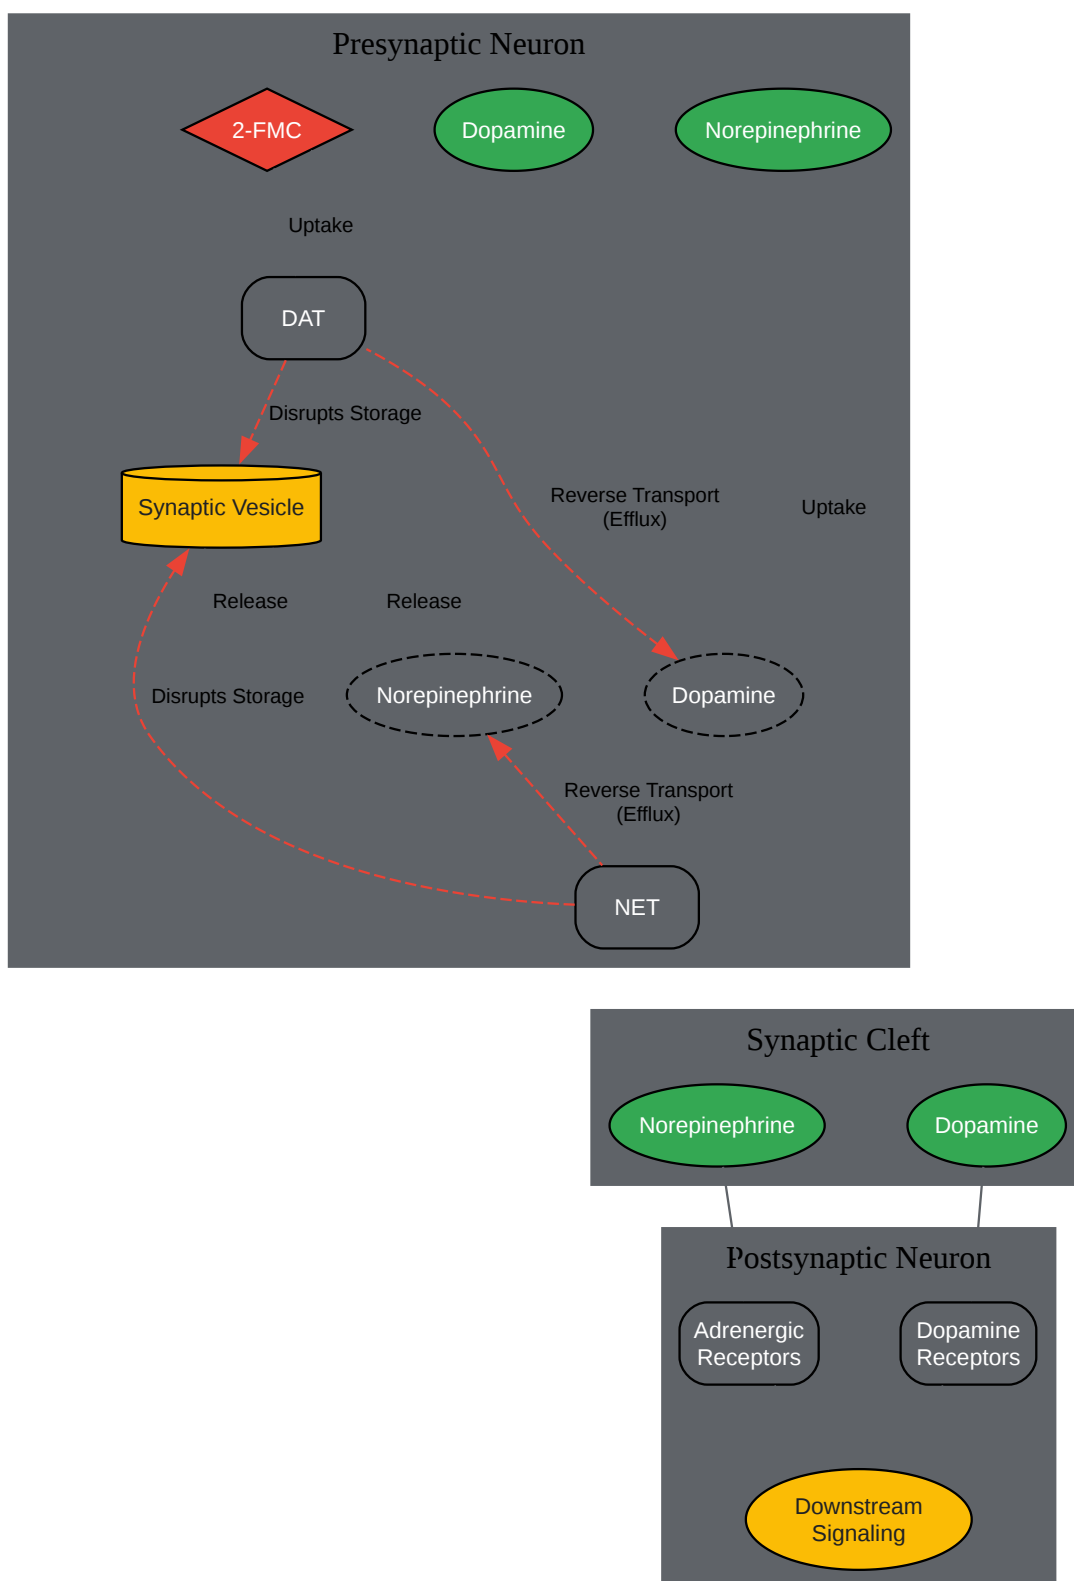 Presynaptic Neuron
2-FMC
Dopamine
Norepinephrine
Uptake
DAT
Disrupts Storage
Reverse Transport
(Efflux)
Uptake
Synaptic Vesicle
Release
Release
Disrupts Storage
Norepinephrine
Dopamine
Reverse Transport
(Efflux)
NET
Synaptic Cleft
Norepinephrine
Dopamine
Postsynaptic Neuron
Adrenergic
Receptors
Dopamine
Receptors
Downstream
Signaling